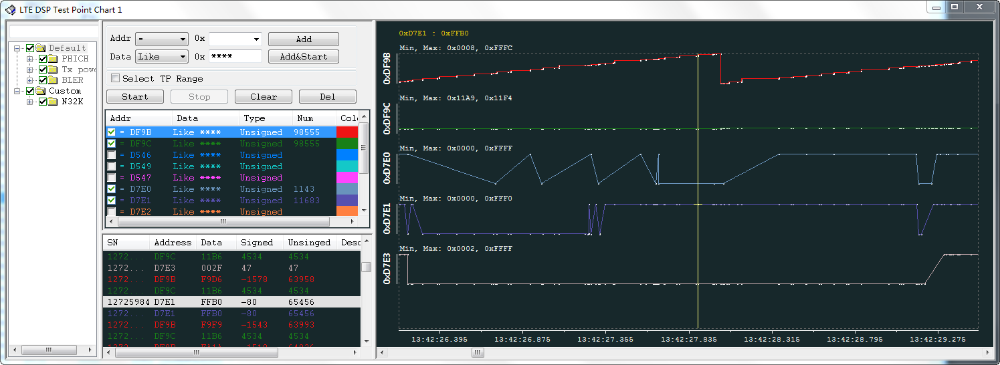 LTE DSP Test Point Chart 1
Default
PHICH
Tx powe
BLER
Custom
N32K
Addr = 0x Add
Data Like 0x **** Add&Start
Select TP Range
Start Stop Clear Del
Addr Data Type Num Colo
= DF9B Like **** Unsigned 98555
= DF9C Like **** Unsigned 98555
= D546 Like **** Unsigned
= D549 Like **** Unsigned
= D547 Like **** Unsigned
= D7E0 Like **** Unsigned 1143
= D7E1 Like **** Unsigned 11683
= D7E2 Like **** Unsigned
SN Address Data Signed Unsinged Desc
1272... DF9C 11B6 4534 4534
1272... D7E3 002F 47 47
1272... DF9B F9D6 -1578 63958
1272... DF9C 11B6 4534 4534
12725984 D7E1 FFB0 -80 65456
1272... D7E1 FFB0 -80 65456
1272... DF9B F9F9 -1543 63993
1272... DF9C 11B6 4534 4534
0xD7E1 : 0xFFB0
Min, Max: 0x0008, 0xFFFC
0xDF9B
Min, Max: 0x11A9, 0x11F4
0xDF9C
Min, Max: 0x0000, 0xFFFF
0xD7E0
Min, Max: 0x0000, 0xFFF0
0xD7E1
Min, Max: 0x0002, 0xFFFF
0xD7E3
13:42:26.395 13:42:26.875 13:42:27.355 13:42:27.835 13:42:28.315 13:42:28.795 13:42:29.275